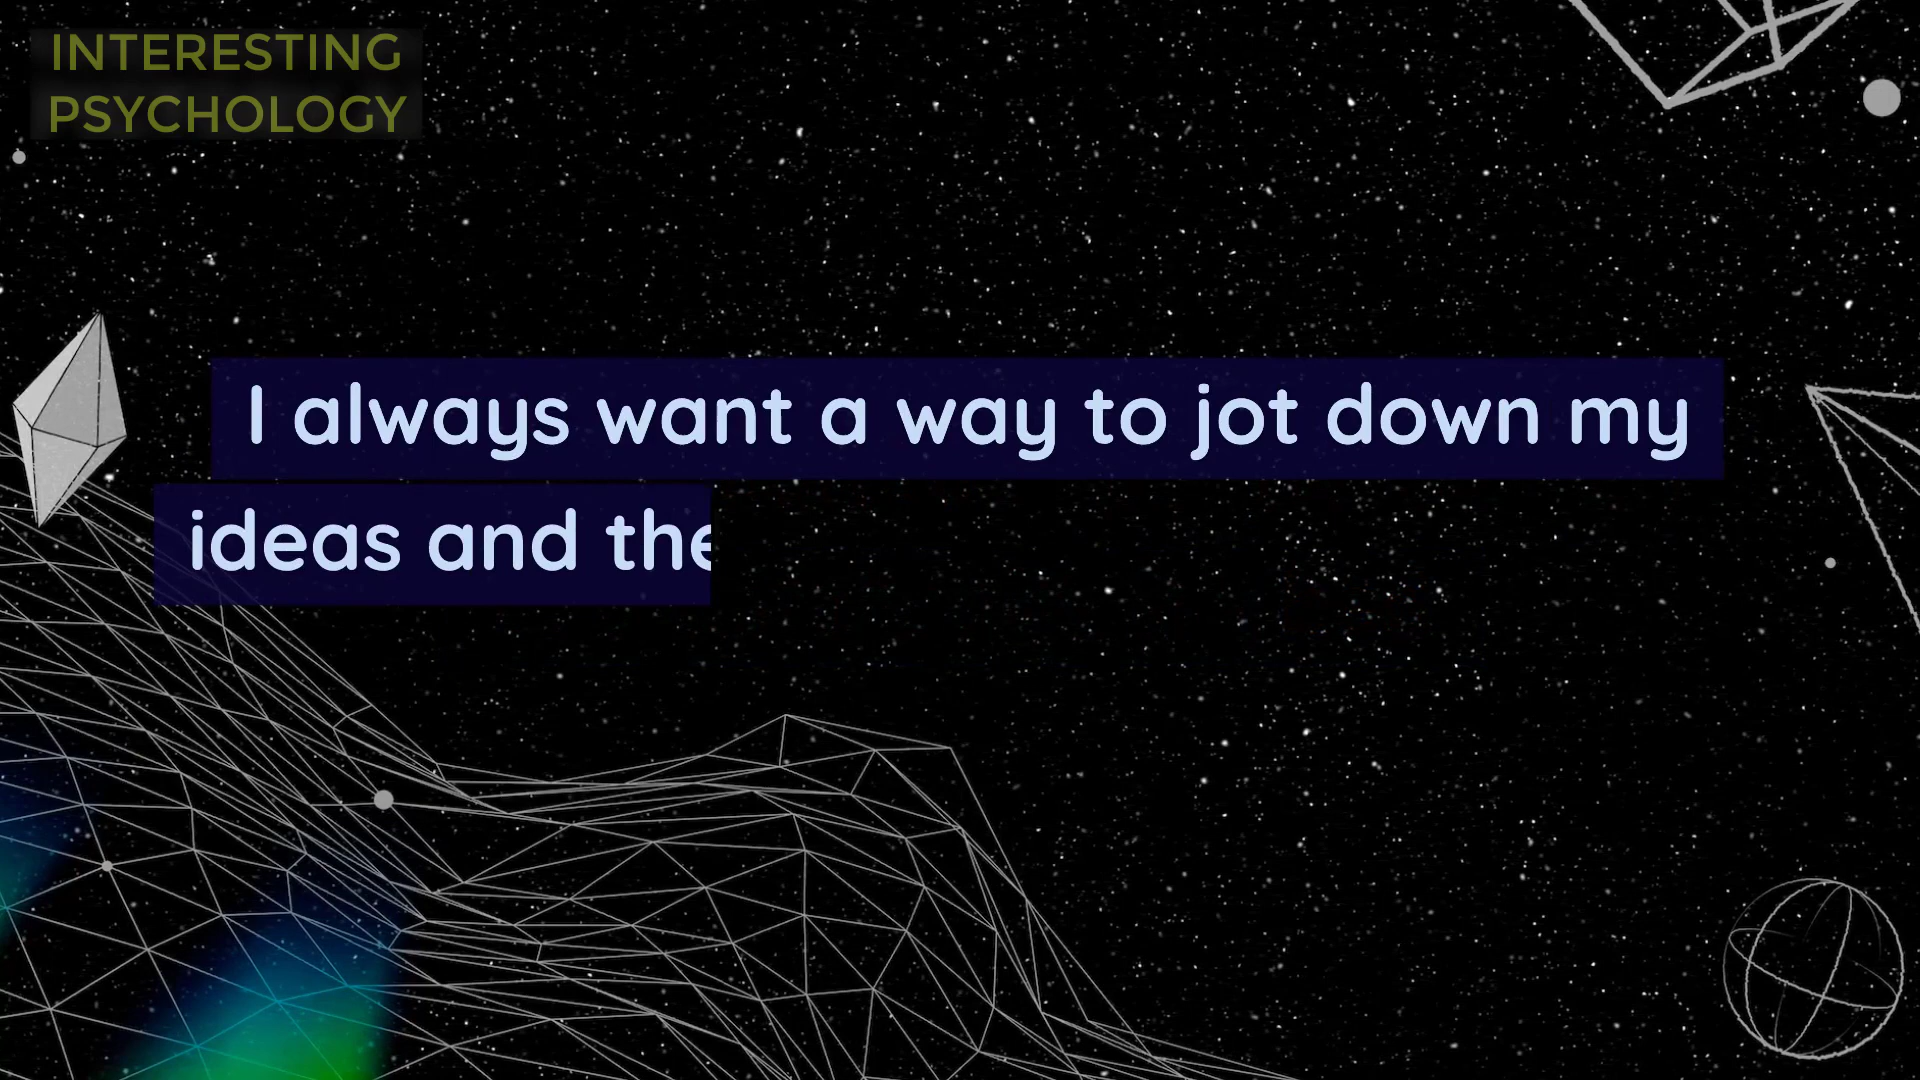 INTERESTING
PSYCHOLOGY
I always want a way to jot down my
ideas and the